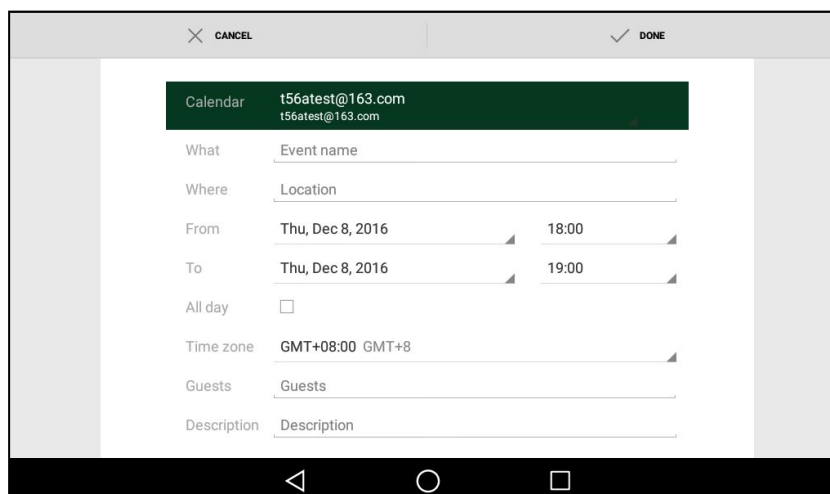 CANCEL DONE
Calendar t56atest@163.com
t56atest@163.com
What Event name
Where Location
From Thu, Dec 8, 2016 18:00
To Thu, Dec 8, 2016 19:00
All day
Time zone GMT+08:00 GMT+8
Guests Guests
Description Description